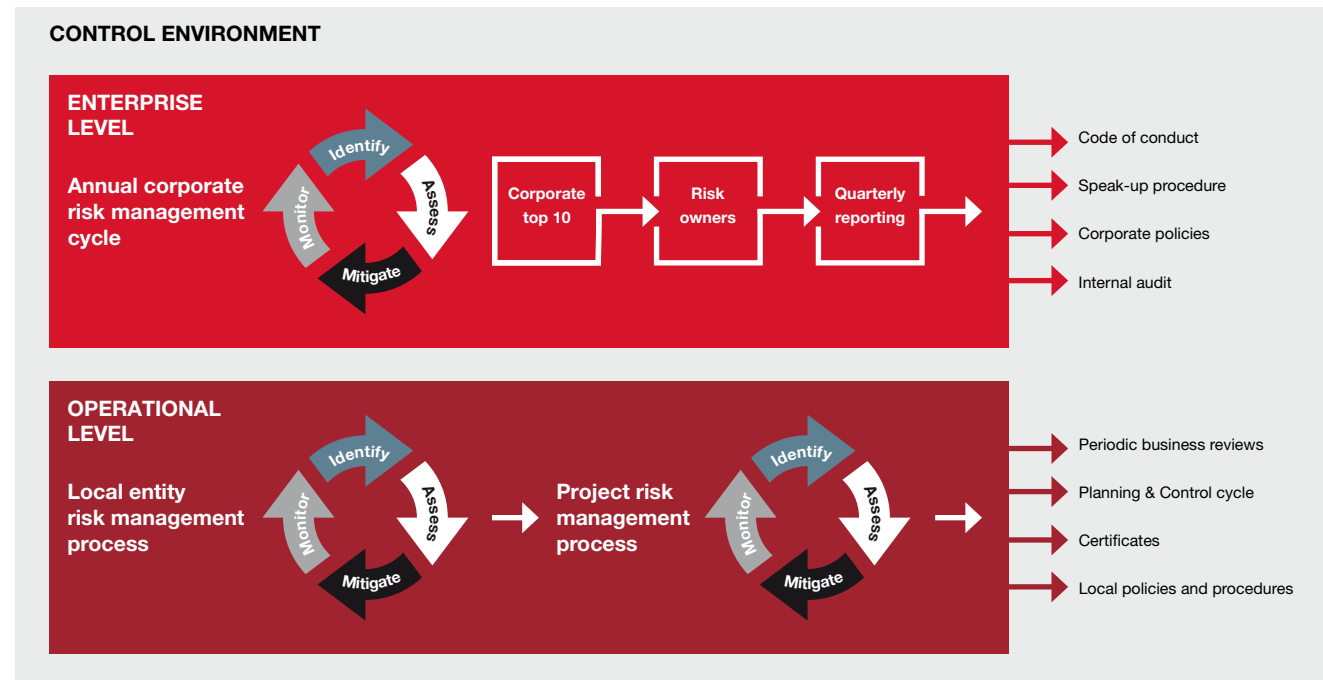 CONTROL ENVIRONMENT
ENTERPRISE
LEVEL
Annual corporate
risk management
cycle
Identify
Assess
Mitigate
Monitor
Corporate
top 10
Risk
owners
Quarterly
reporting
Code of conduct
Speak-up procedure
Corporate policies
Internal audit
OPERATIONAL
LEVEL
Local entity
risk management
process
Identify
Assess
Mitigate
Monitor
Project risk
management
process
Identify
Assess
Mitigate
Monitor
Periodic business reviews
Planning & Control cycle
Certificates
Local policies and procedures